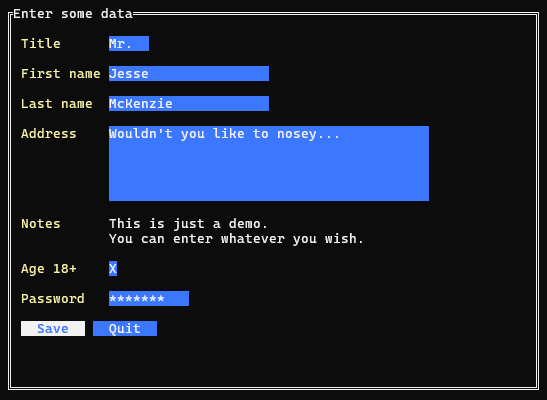 Enter some data
Title Mr.
First name Jesse
Last name McKenzie
Address Wouldn't you like to nosey...
Notes This is just a demo.
You can enter whatever you wish.
Age 18+ X
Password *******
Save Quit